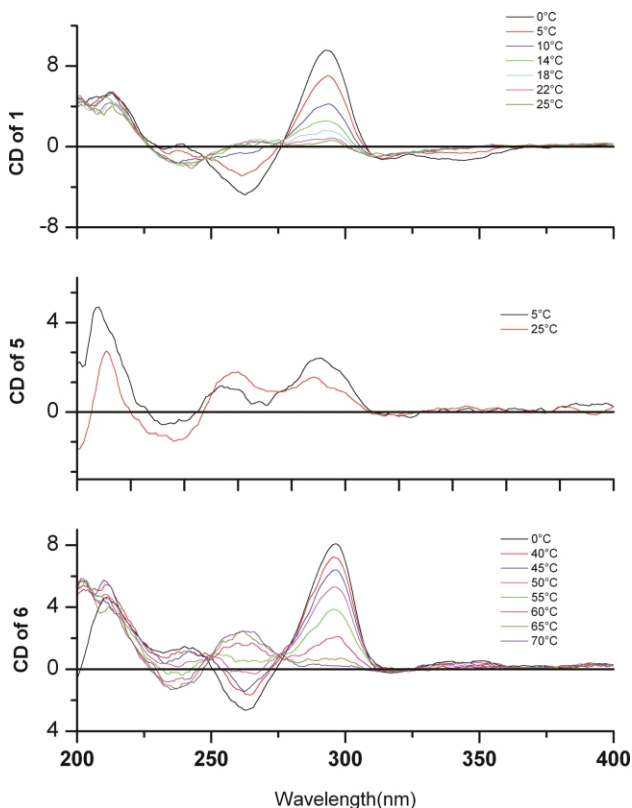 0°C
5°C
10°C
14°C
18°C
22°C
25°C
8
0
-8
CD of 1
5°C
25°C
4
0
CD of 5
0°C
40°C
45°C
50°C
55°C
60°C
65°C
70°C
8
4
0
4
CD of 6
200 250 300 350 400
Wavelength(nm)